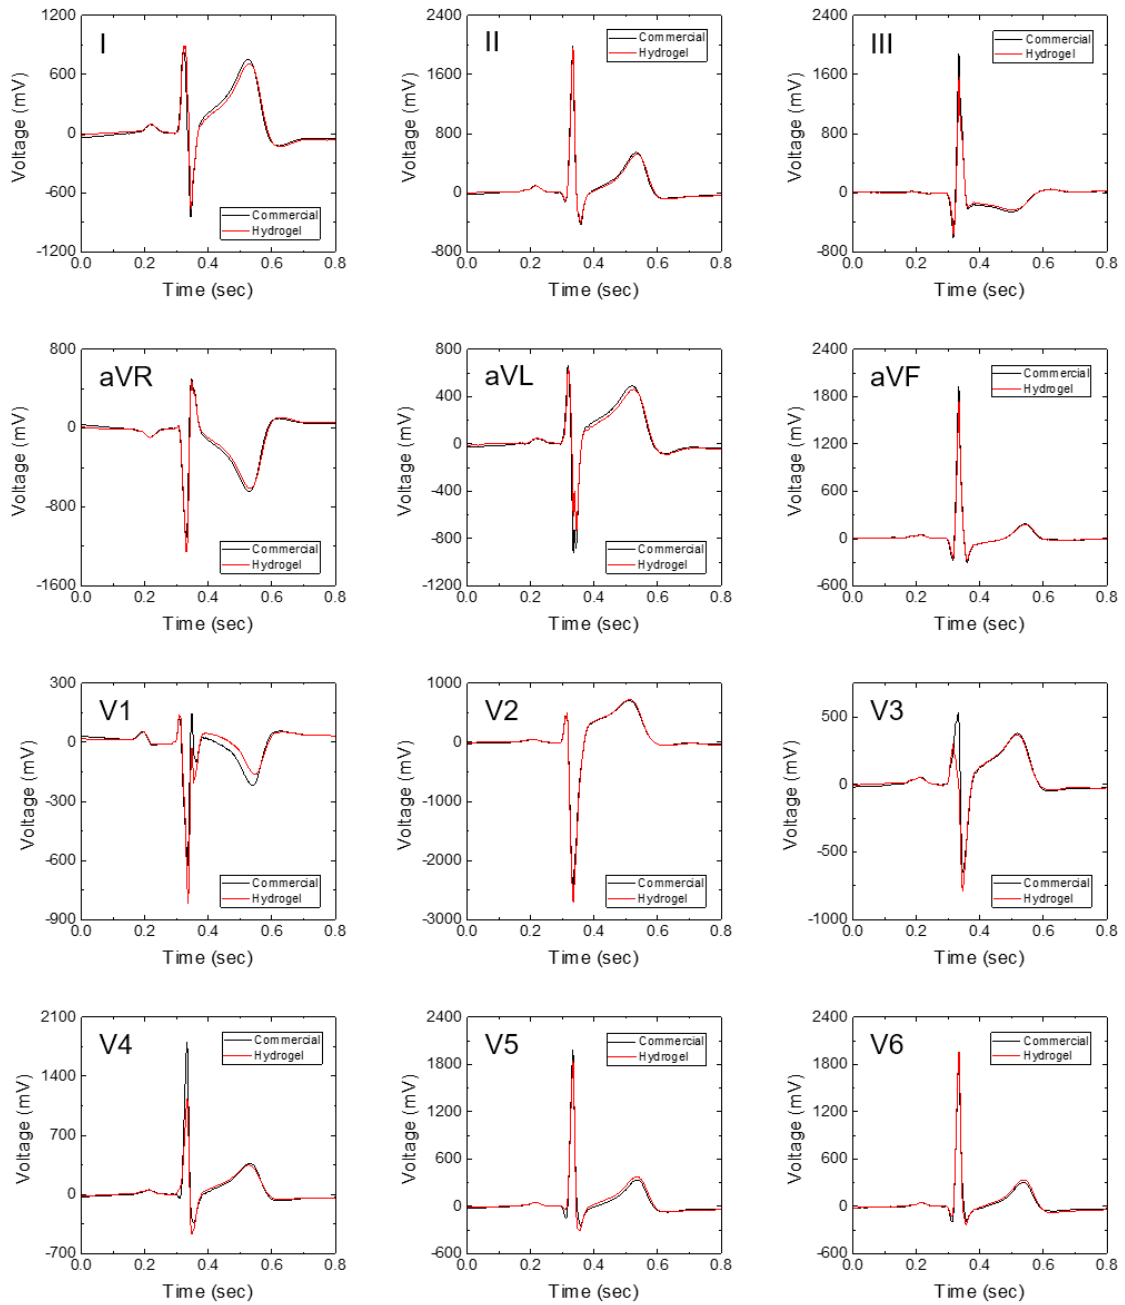 I
Voltage (mV)
1200
600
0
-600
-1200
Commercial
Hydrogel
0.0 0.2 0.4 0.6 0.8
Time (sec)
II
Voltage (mV)
2400
1600
800
0
-800
Commercial
Hydrogel
0.0 0.2 0.4 0.6 0.8
Time (sec)
III
Voltage (mV)
2400
1600
800
0
-800
Commercial
Hydrogel
0.0 0.2 0.4 0.6 0.8
Time (sec)
aVR
Voltage (mV)
800
0
-800
-1600
Commercial
Hydrogel
0.0 0.2 0.4 0.6 0.8
Time (sec)
aVL
Voltage (mV)
800
400
0
-400
-800
-1200
Commercial
Hydrogel
0.0 0.2 0.4 0.6 0.8
Time (sec)
aVF
Voltage (mV)
2400
1800
1200
600
0
-600
Commercial
Hydrogel
0.0 0.2 0.4 0.6 0.8
Time (sec)
V1
Voltage (mV)
300
0
-300
-600
-900
Commercial
Hydrogel
0.0 0.2 0.4 0.6 0.8
Time (sec)
V2
Voltage (mV)
1000
0
-1000
-2000
-3000
Commercial
Hydrogel
0.0 0.2 0.4 0.6 0.8
Time (sec)
V3
Voltage (mV)
500
0
-500
-1000
Commercial
Hydrogel
0.0 0.2 0.4 0.6 0.8
Time (sec)
V4
Voltage (mV)
2100
1400
700
0
-700
Commercial
Hydrogel
0.0 0.2 0.4 0.6 0.8
Time (sec)
V5
Voltage (mV)
2400
1800
1200
600
0
-600
Commercial
Hydrogel
0.0 0.2 0.4 0.6 0.8
Time (sec)
V6
Voltage (mV)
2400
1800
1200
600
0
-600
Commercial
Hydrogel
0.0 0.2 0.4 0.6 0.8
Time (sec)